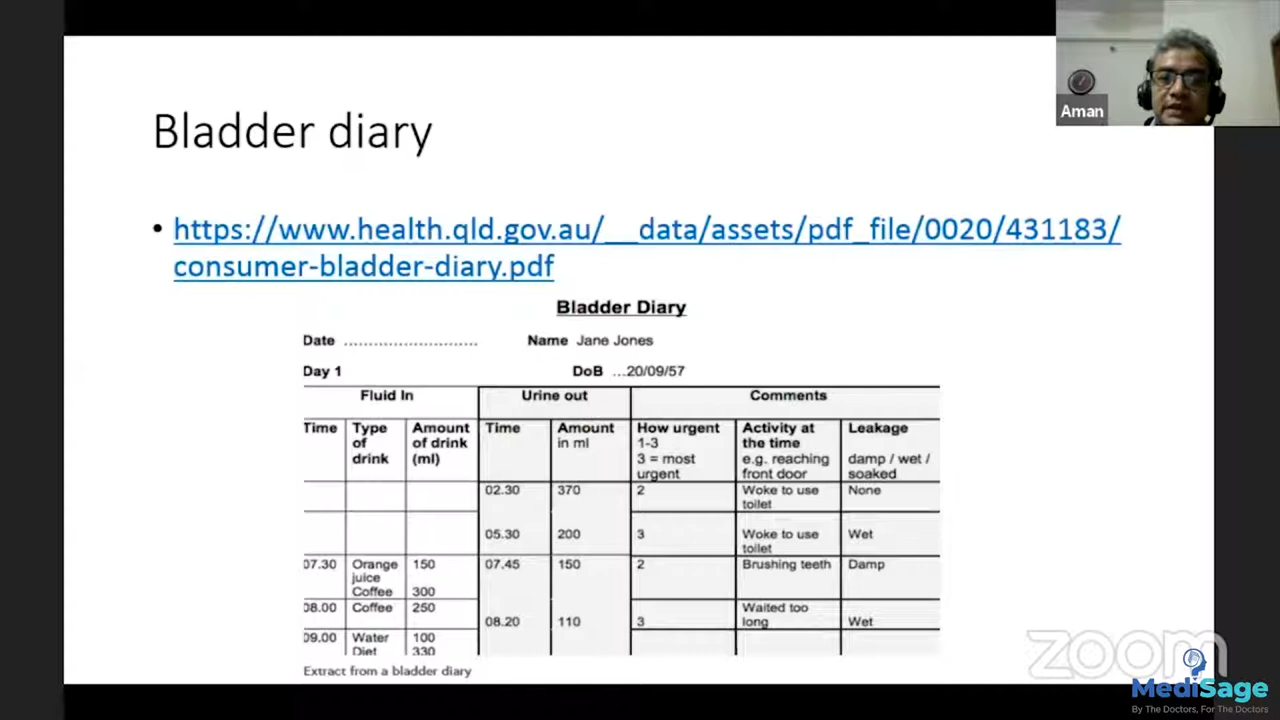 Aman
Bladder diary
• https://www.health.qld.gov.au/__data/assets/pdf_file/0020/431183/
consumer-bladder-diary.pdf
Bladder Diary
Date ........................... Name Jane Jones
Day 1 DoB ...20/09/57
Fluid In Urine out Comments
Time Type of drink Amount of drink (ml) Time Amount in ml How urgent 1-3 3 = most urgent Activity at the time e.g. reaching front door Leakage damp / wet / soaked
02.30 370 2 Woke to use toilet None
05.30 200 3 Woke to use toilet Wet
07.30 Orange juice 150 07.45 150 2 Brushing teeth Damp
Coffee 300
08.00 Coffee 250 08.20 110 3 Waited too long Wet
09.00 Water 100
Diet 330
Extract from a bladder diary
zoom
MediSage
By The Doctors, For The Doctors